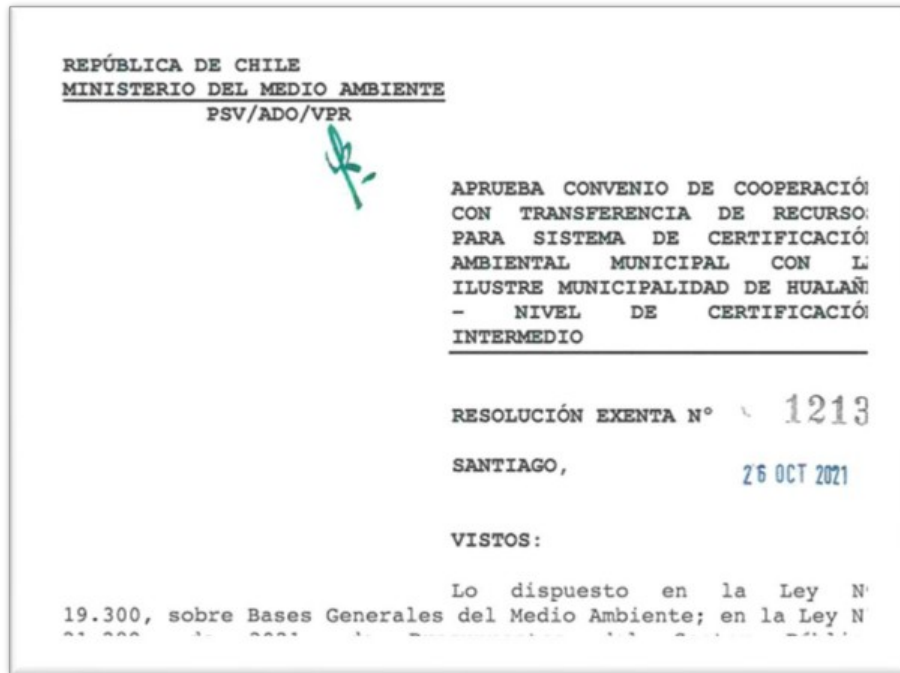 REPÚBLICA DE CHILE
MINISTERIO DEL MEDIO AMBIENTE
PSV/ADO/VPR
APRUEBA CONVENIO DE COOPERACIÓ
CON TRANSFERENCIA DE RECURSO
PARA SISTEMA DE CERTIFICACIÓ
AMBIENTAL MUNICIPAL CON L
ILUSTRE MUNICIPALIDAD DE HUALAÑ
- NIVEL DE CERTIFICACIÓ
INTERMEDIO
RESOLUCIÓN EXENTA N° 1213
SANTIAGO,
26 OCT 2021
VISTOS:
Lo dispuesto en la Ley N
19.300, sobre Bases Generales del Medio Ambiente; en la Ley N